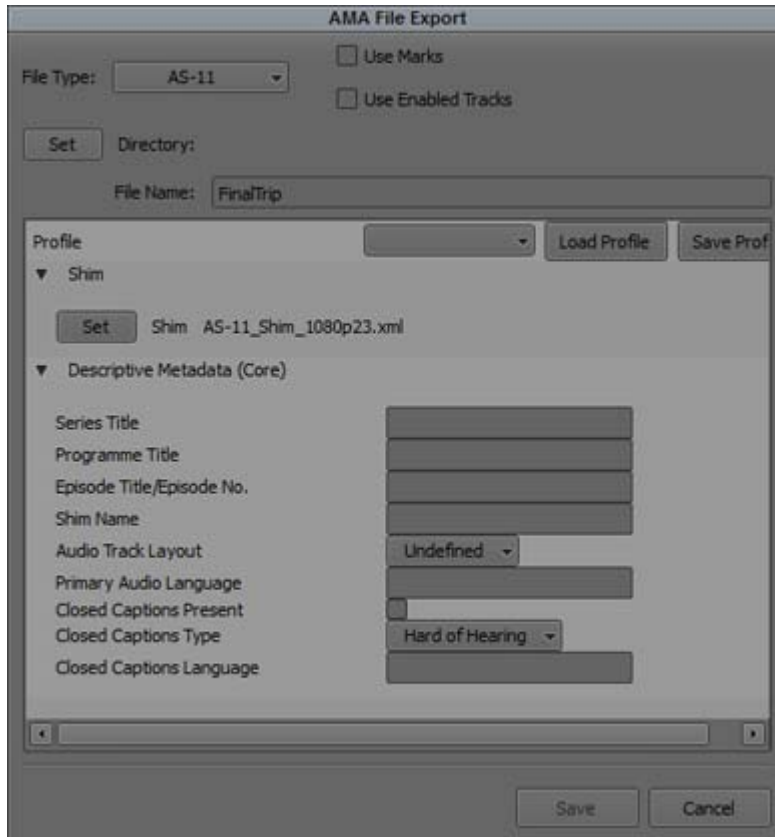 AMA File Export
File Type: AS-11
Use Marks
Use Enabled Tracks
Set Directory:
File Name: FinalTrip
Profile Load Profile Save Prof
Shim
Set Shim AS-11_Shim_1080p23.xml
Descriptive Metadata (Core)
Series Title
Programme Title
Episode Title/Episode No.
Shim Name
Audio Track Layout Undefined
Primary Audio Language
Closed Captions Present
Closed Captions Type Hard of Hearing
Closed Captions Language
Save Cancel